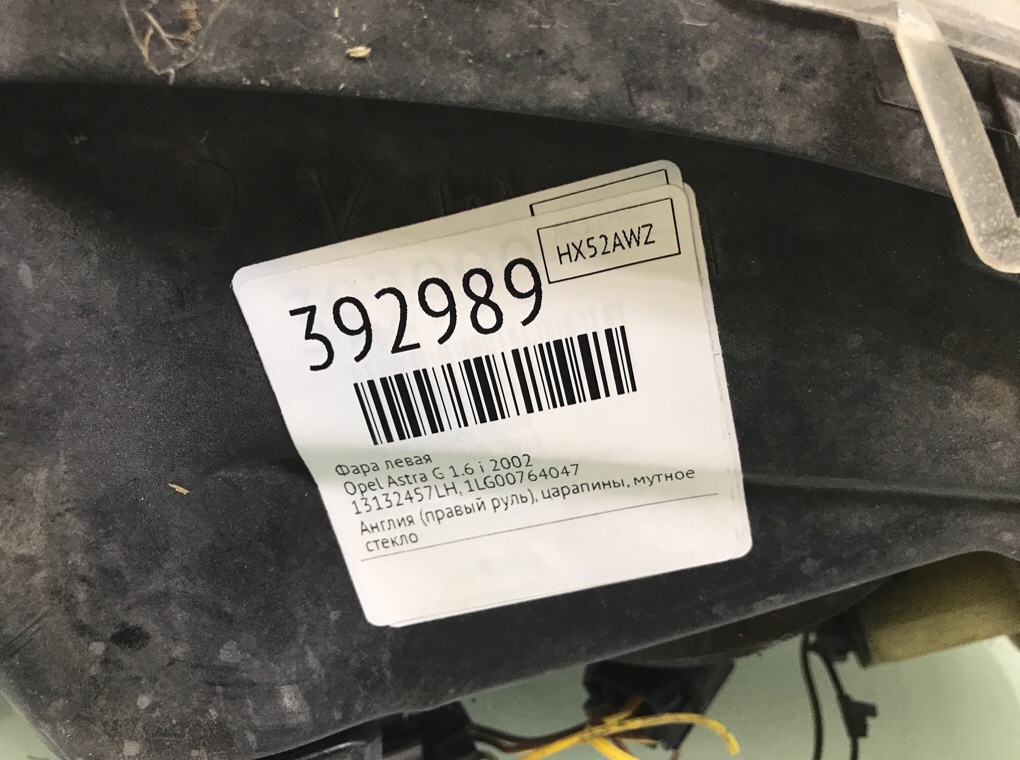 HX52AWZ
392989
Фара левая
Opel Astra G 1.6 i 2002
13132457LH, 1LG00764047
Англия (правый руль), царапины, мутное
стекло